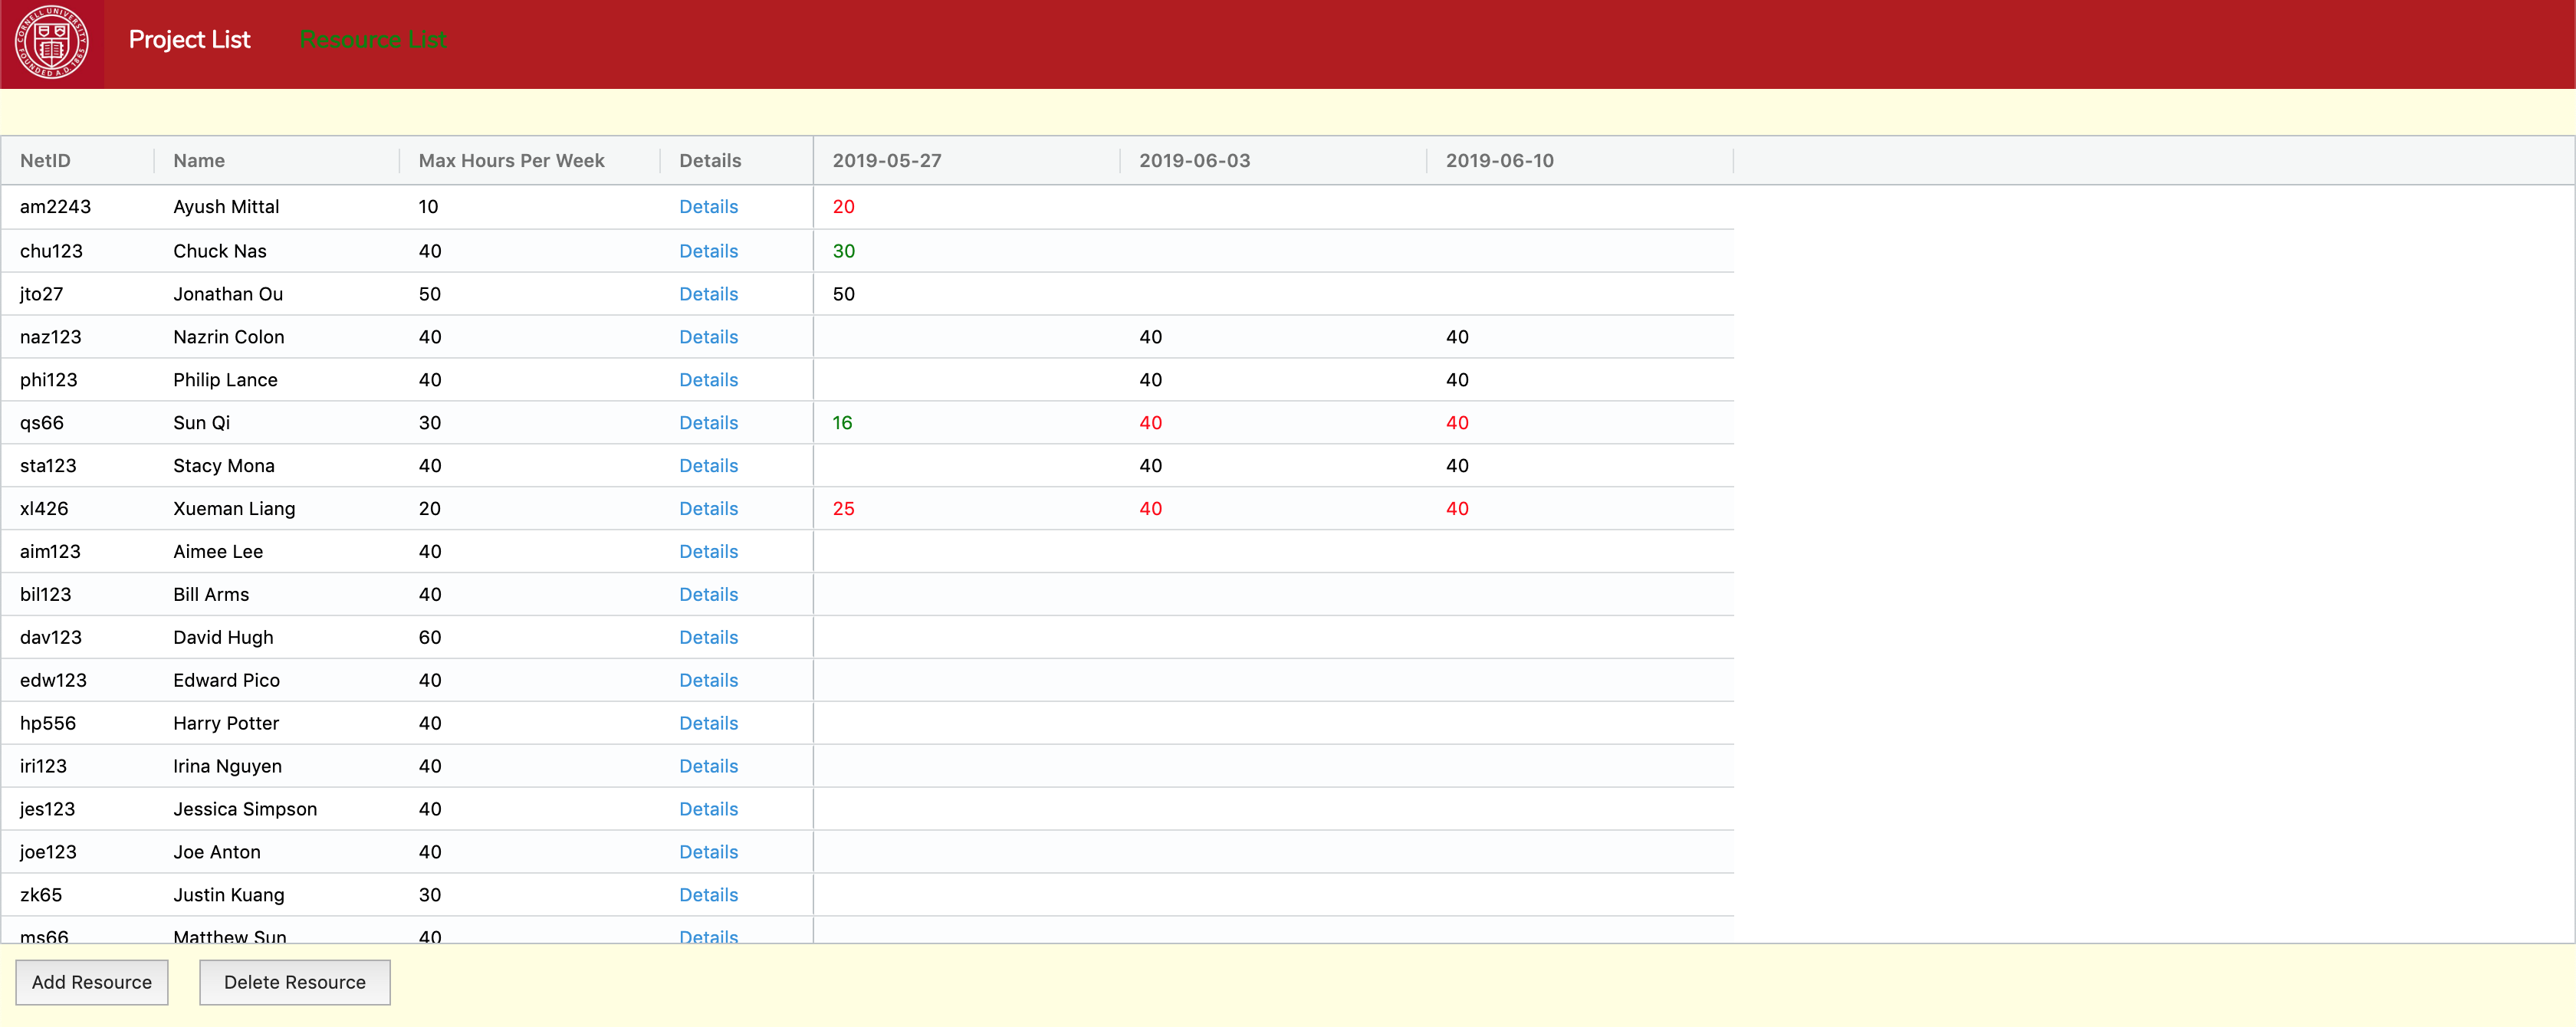 CORNELL UNIVERSITY
FOUNDED A.D. 1865
Project List Resource List
NetID Name Max Hours Per Week Details 2019-05-27 2019-06-03 2019-06-10
am2243 Ayush Mittal 10 Details 20
chu123 Chuck Nas 40 Details 30
jto27 Jonathan Ou 50 Details 50
naz123 Nazrin Colon 40 Details 40 40
phi123 Philip Lance 40 Details 40 40
qs66 Sun Qi 30 Details 16 40 40
sta123 Stacy Mona 40 Details 40 40
xl426 Xueman Liang 20 Details 25 40 40
aim123 Aimee Lee 40 Details
bil123 Bill Arms 40 Details
dav123 David Hugh 60 Details
edw123 Edward Pico 40 Details
hp556 Harry Potter 40 Details
iri123 Irina Nguyen 40 Details
jes123 Jessica Simpson 40 Details
joe123 Joe Anton 40 Details
zk65 Justin Kuang 30 Details
ms66 Matthew Sun 40 Details
Add Resource Delete Resource